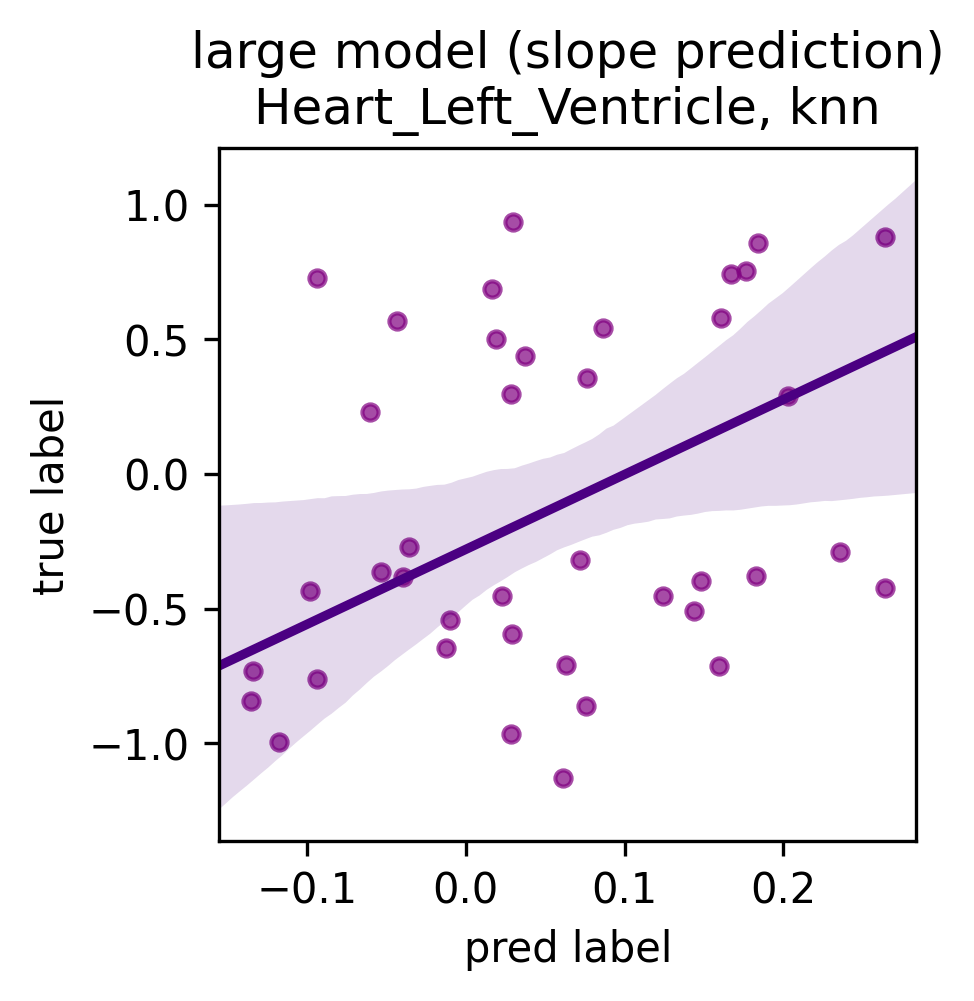 large model (slope prediction)
Heart_Left_Ventricle, knn
1.0
0.5
0.0
−0.5
−1.0
true label
−0.1
0.0
0.1
0.2
pred label